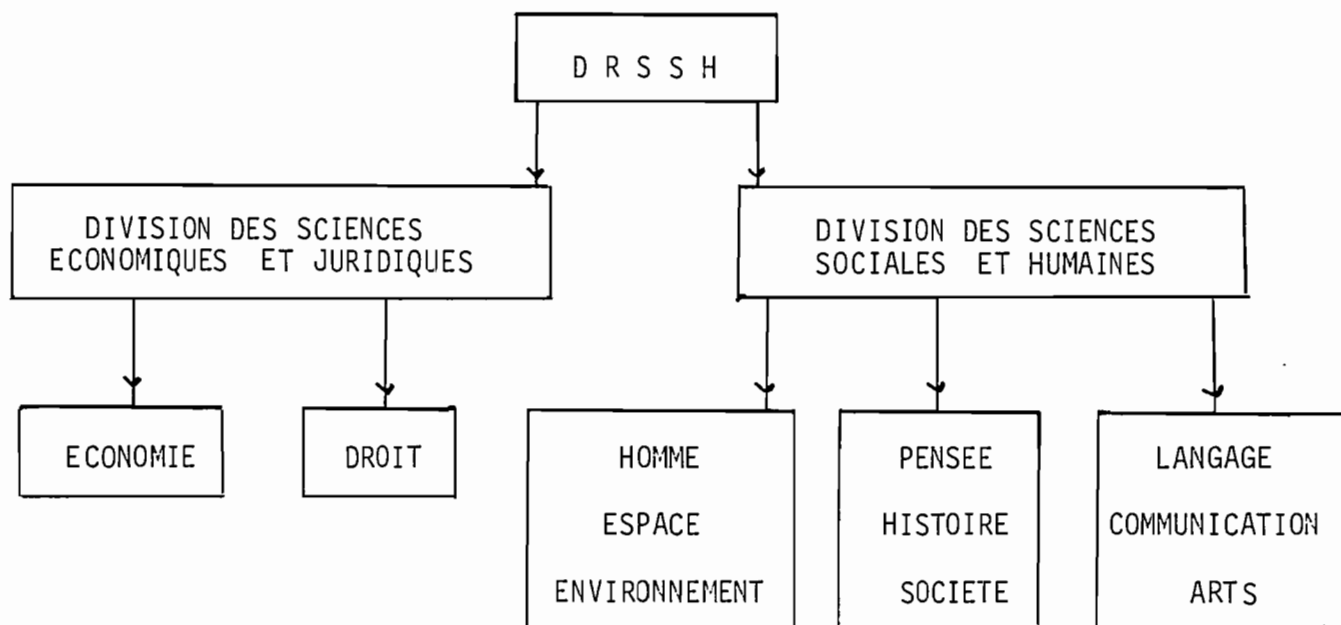 D R S S H
DIVISION DES SCIENCES
ECONOMIQUES ET JURIDIQUES
DIVISION DES SCIENCES
SOCIALES ET HUMAINES
ECONOMIE
DROIT
HOMME
ESPACE
ENVIRONNEMENT
PENSEE
HISTOIRE
SOCIETE
LANGAGE
COMMUNICATION
ARTS